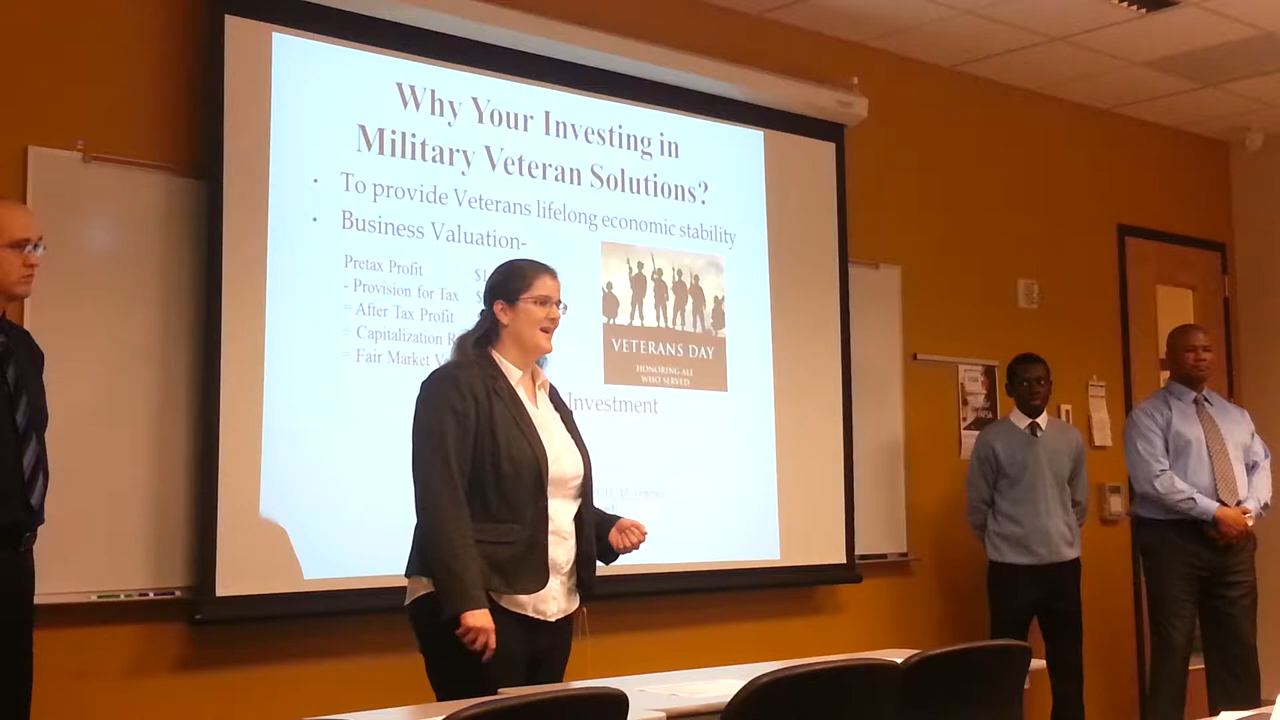 Why Your Investing in
Military Veteran Solutions?
• To provide Veterans lifelong economic stability
• Business Valuation-
Pretax Profit $1
- Provision for Tax
= After Tax Profit
÷ Capitalization
= Fair Market
VETERANS DAY
HONORING ALL
WHO SERVED
Investment